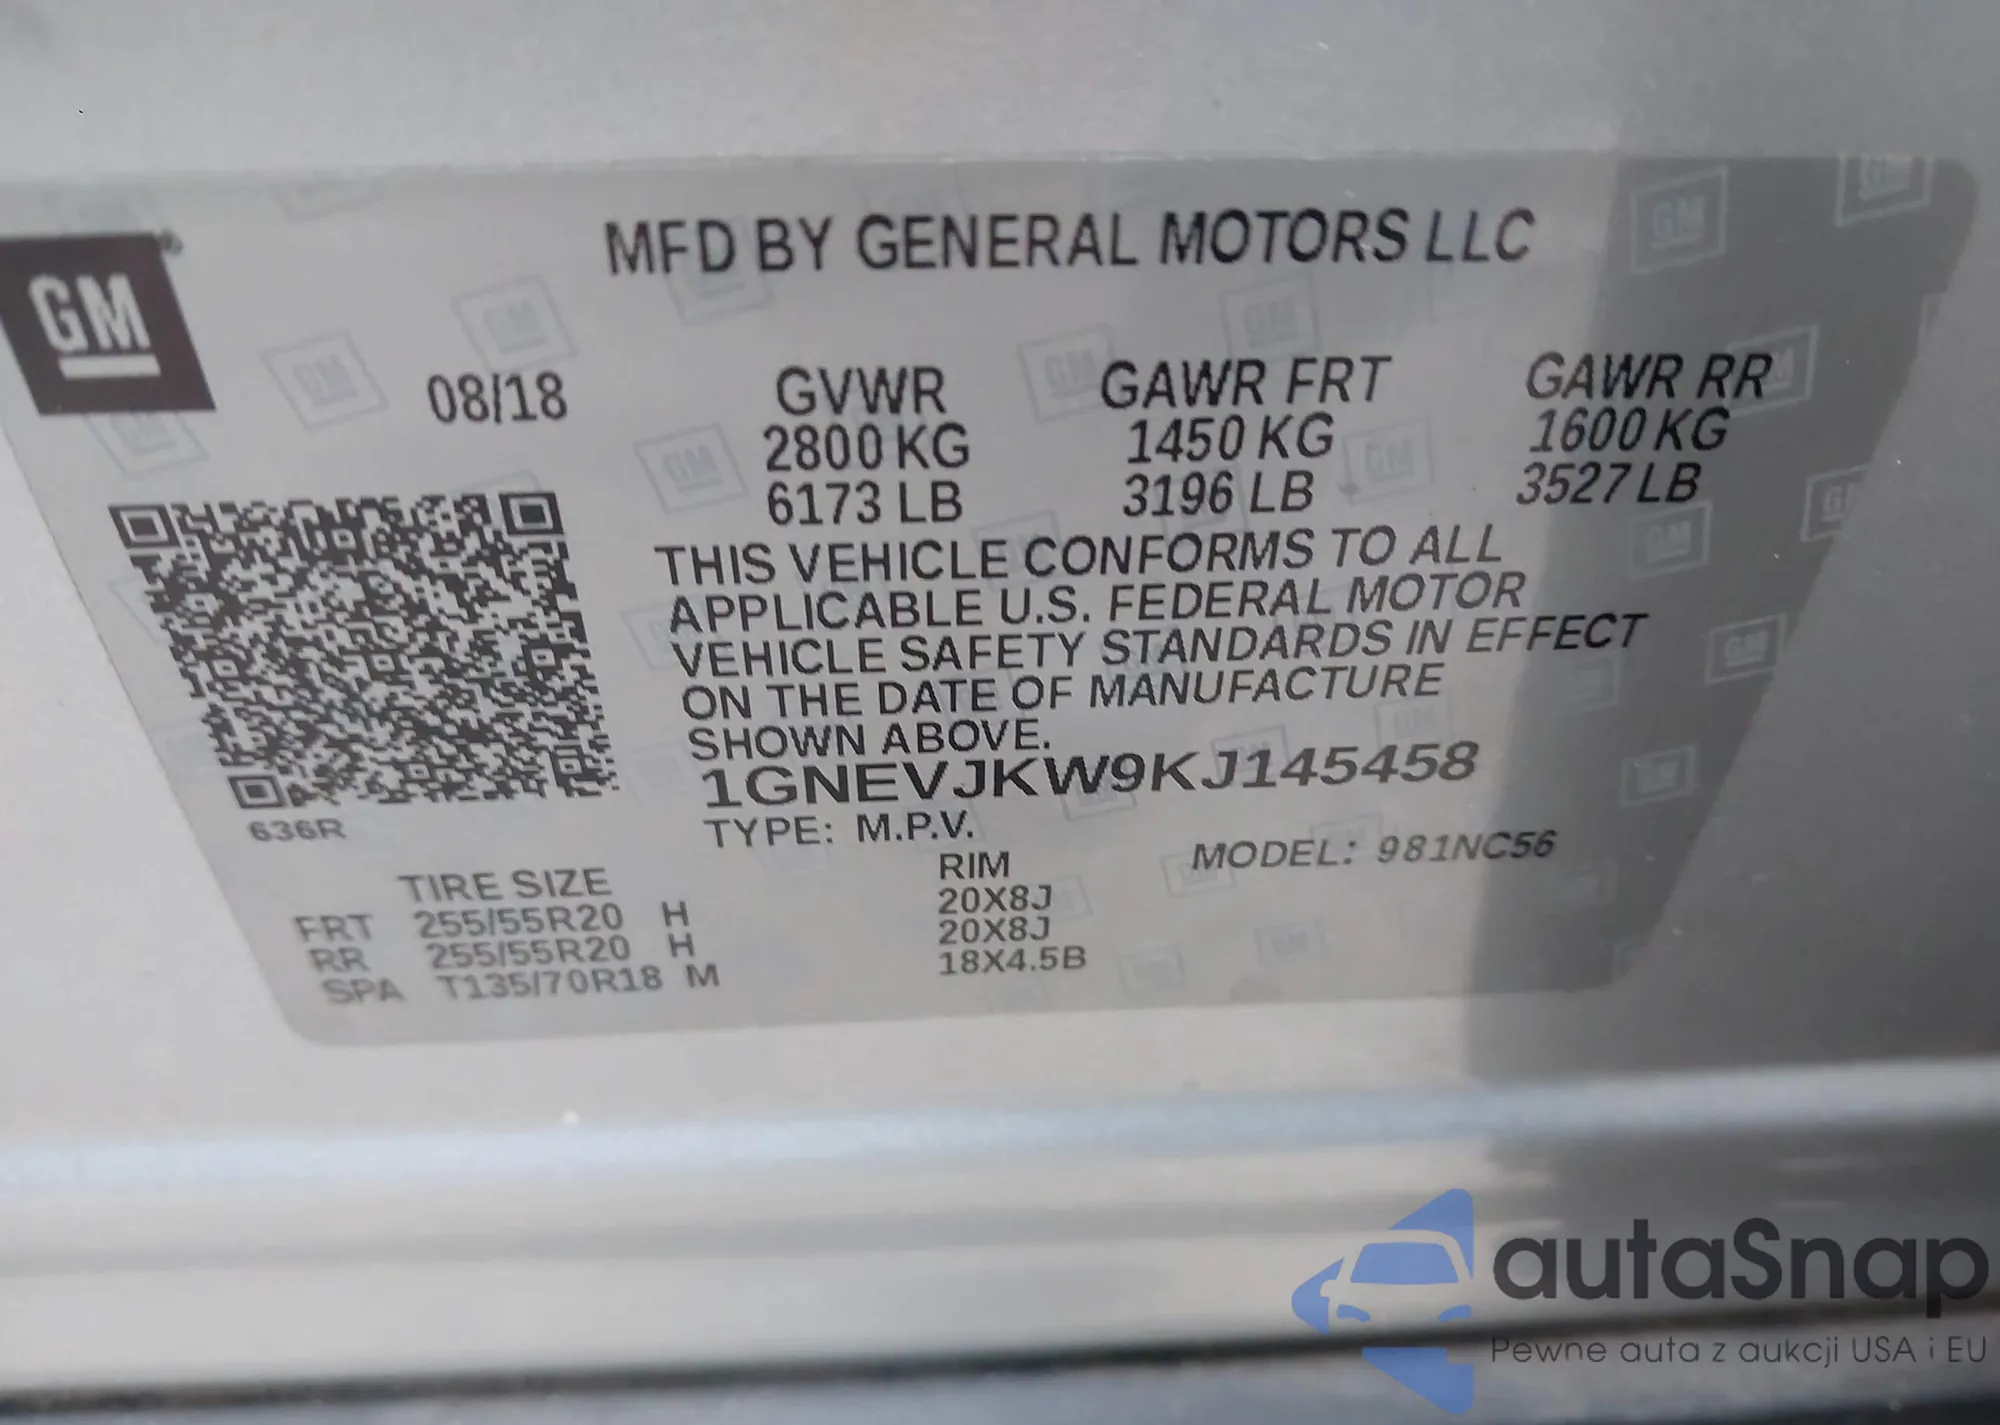 MFD BY GENERAL MOTORS LLC
GM
08/18
GVWR
2800 KG
6173 LB
GAWR FRT
1450 KG
3196 LB
GAWR RR
1600 KG
3527 LB
THIS VEHICLE CONFORMS TO ALL
APPLICABLE U.S. FEDERAL MOTOR
VEHICLE SAFETY STANDARDS IN EFFECT
ON THE DATE OF MANUFACTURE
SHOWN ABOVE.
1GNEVJKW9KJ145458
636R
TYPE: M.P.V.
MODEL: 981NC56
TIRE SIZE RIM
FRT 255/55R20 H 20X8J
RR 255/55R20 H 20X8J
SPA T135/70R18 M 18X4.5B
autaSnap
Pewne auta z aukcji USA i EU